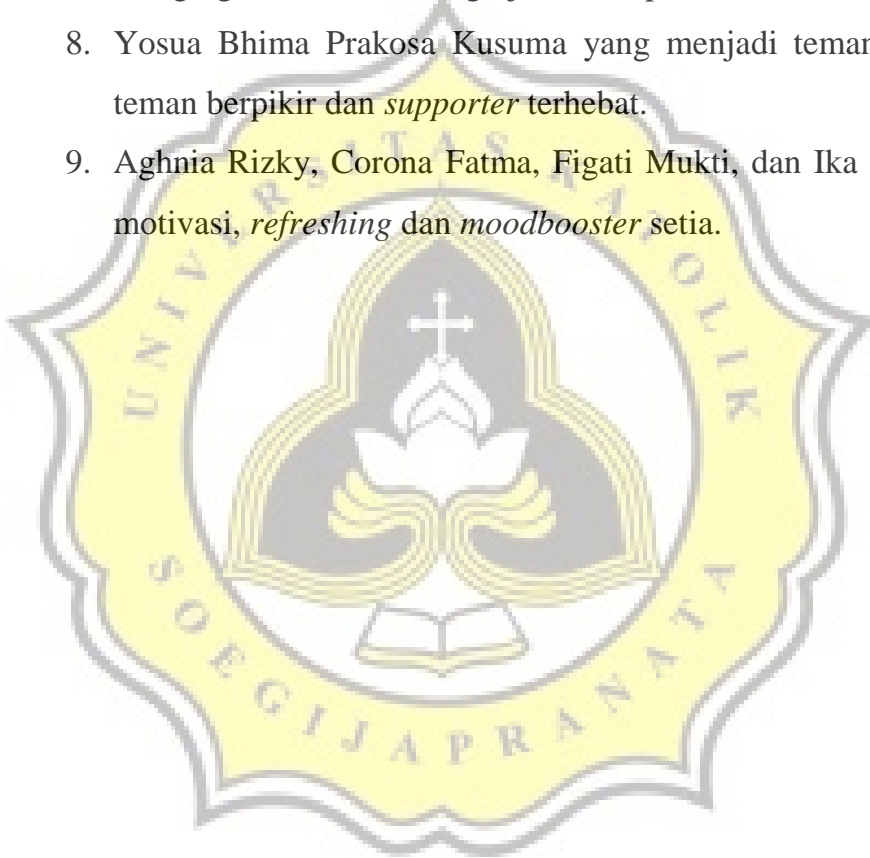 8. Yosua Bhima Prakosa Kusuma yang menjadi teman
teman berpikir dan supporter terhebat.
9. Aghnia Rizky, Corona Fatma, Figati Mukti, dan Ika
motivasi, refreshing dan moodbooster setia.
UNIVERSITAS KATOLIK
SOEGIJAPRANATA